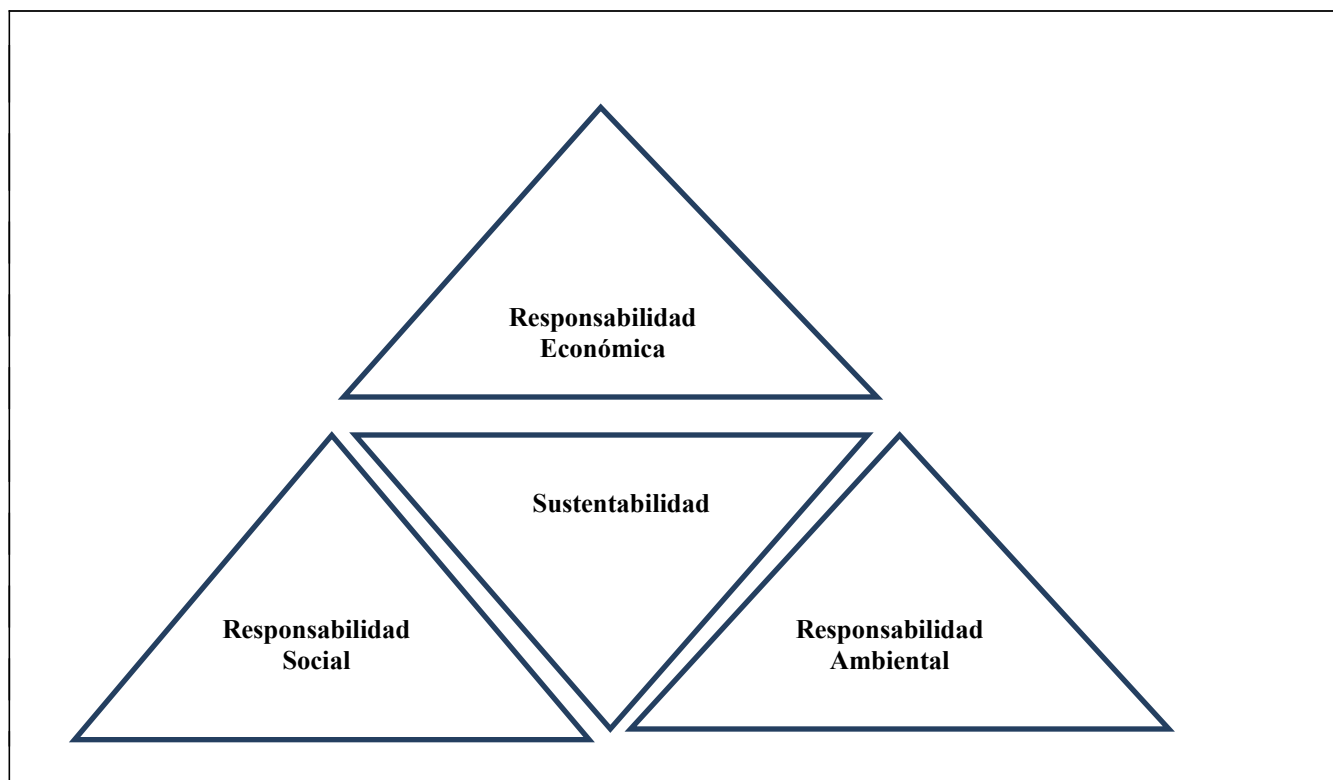 Responsabilidad
Económica
Sustentabilidad
Responsabilidad
Social
Responsabilidad
Ambiental